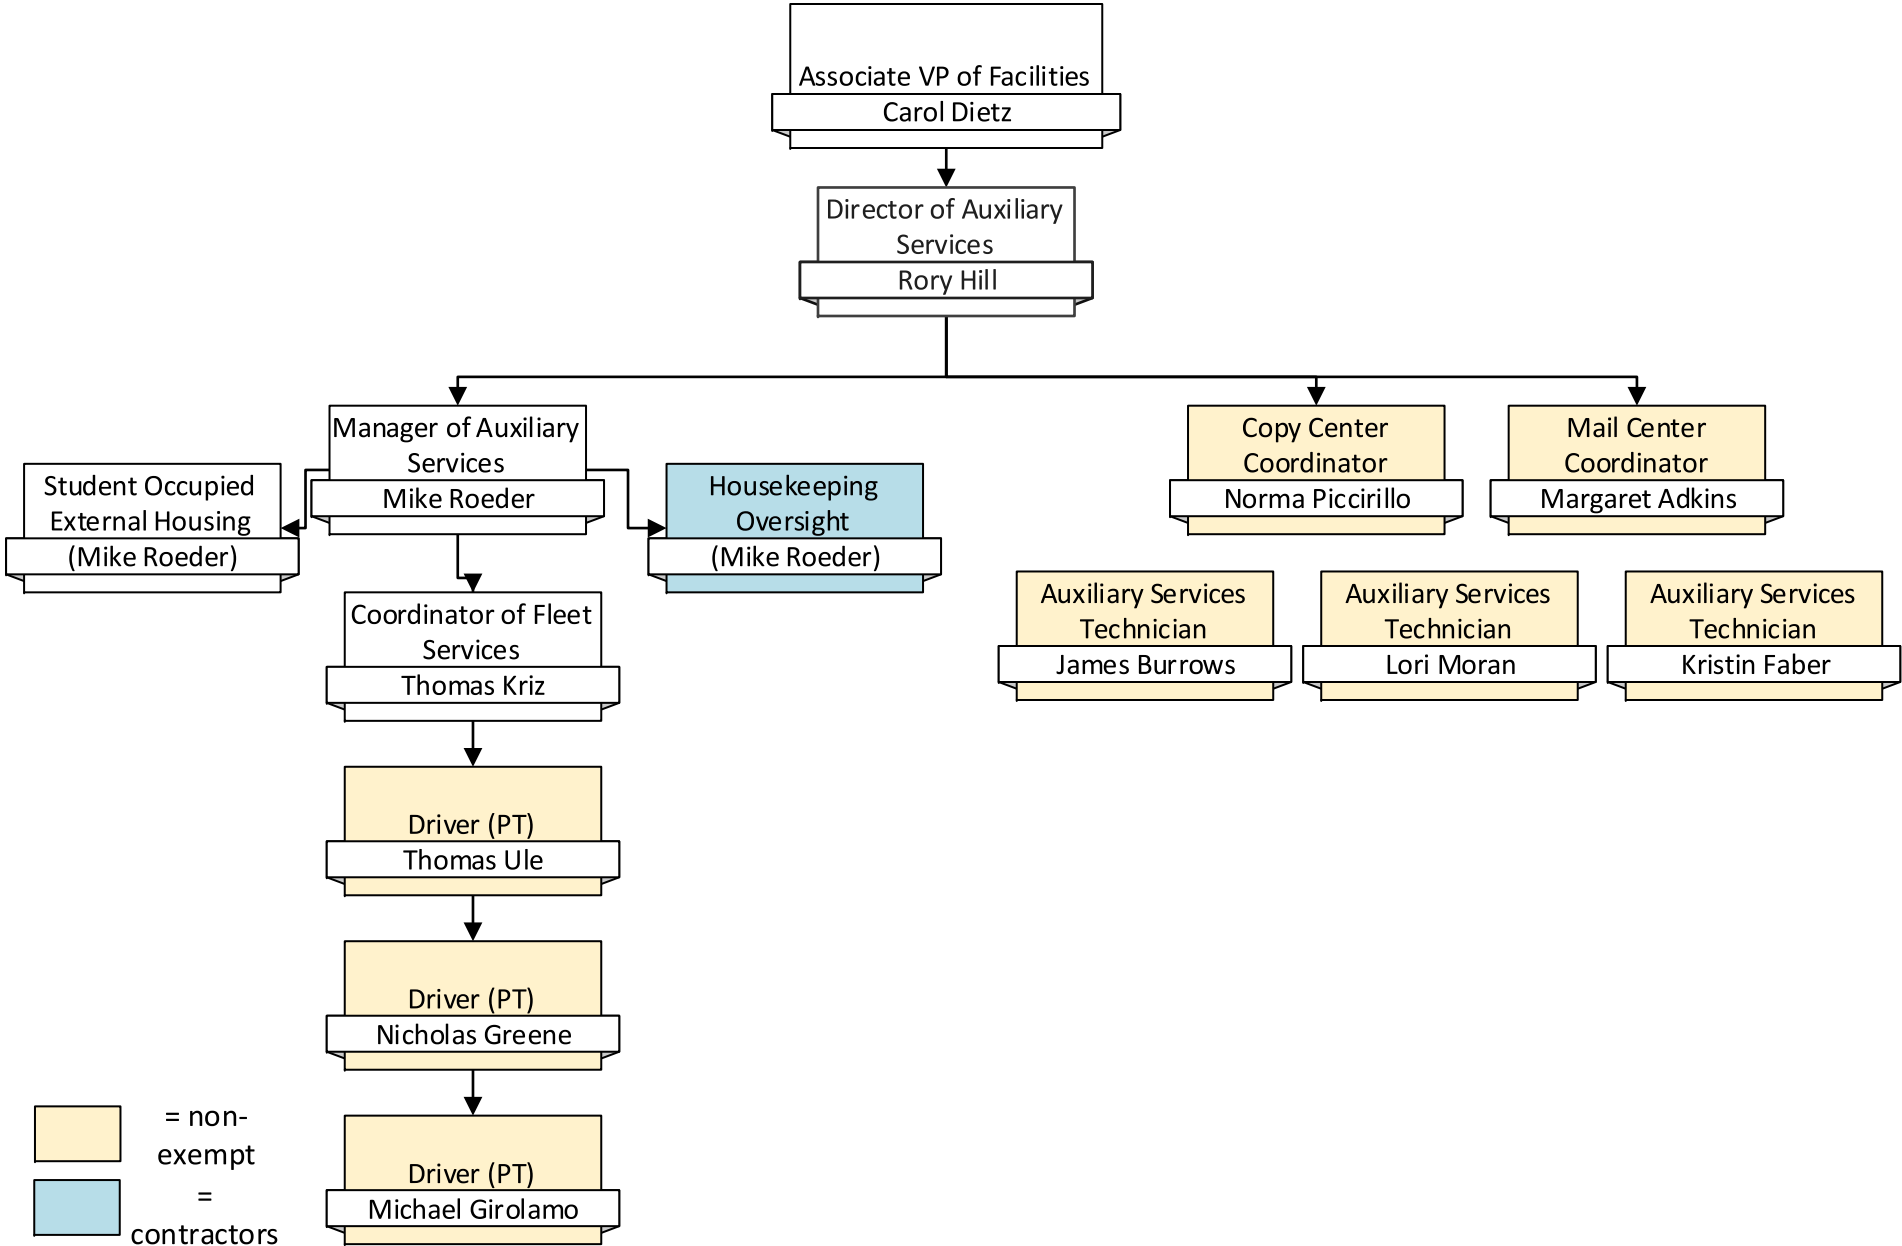 Associate VP of Facilities
Carol Dietz
Director of Auxiliary
Services
Rory Hill
Manager of Auxiliary
Services
Mike Roeder
Student Occupied
External Housing
(Mike Roeder)
Housekeeping
Oversight
(Mike Roeder)
Copy Center
Coordinator
Norma Piccirillo
Mail Center
Coordinator
Margaret Adkins
Auxiliary Services
Technician
James Burrows
Auxiliary Services
Technician
Lori Moran
Auxiliary Services
Technician
Kristin Faber
Coordinator of Fleet
Services
Thomas Kriz
Driver (PT)
Thomas Ule
Driver (PT)
Nicholas Greene
Driver (PT)
Michael Girolamo
= non-
exempt
=
contractors